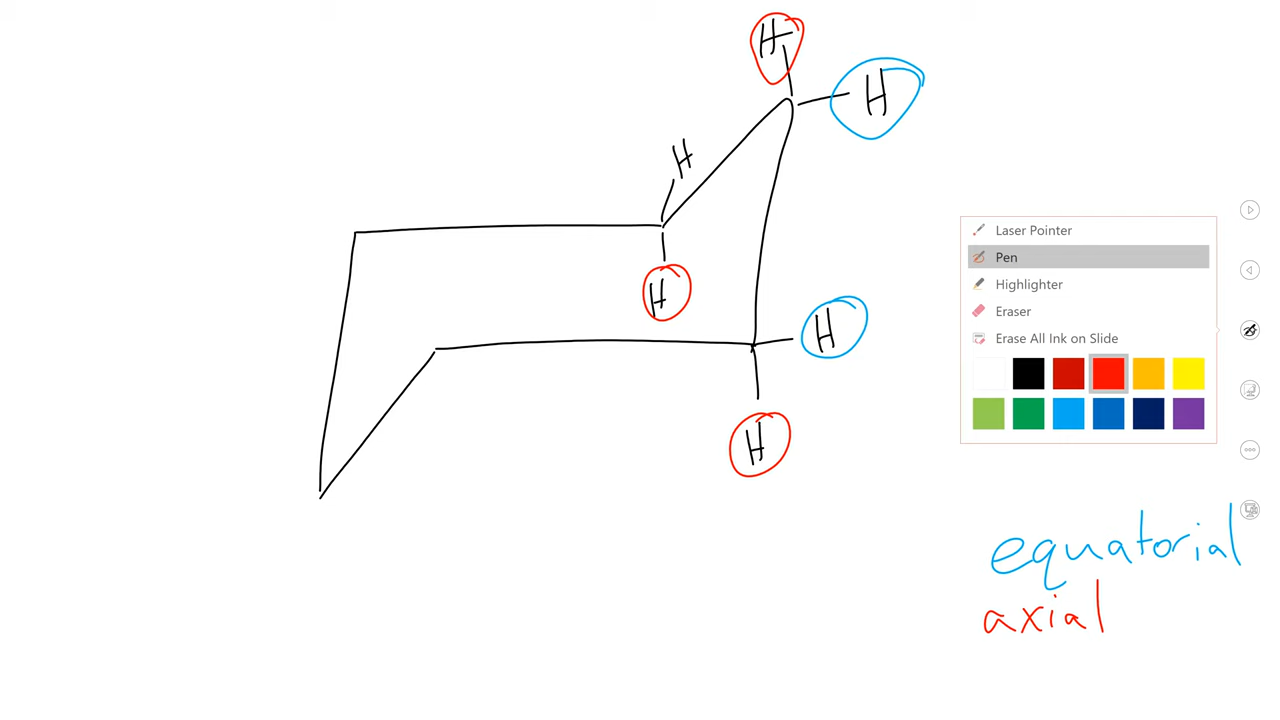 H
H
H
H
H
H
Laser Pointer
Pen
Highlighter
Eraser
Erase All Ink on Slide
equatorial
axial